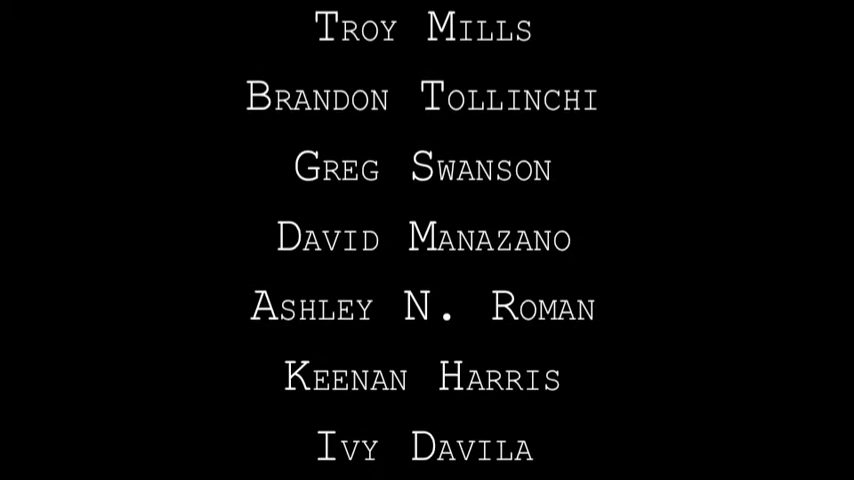 Troy Mills
Brandon Tollinchi
Greg Swanson
David Manazano
Ashley N. Roman
Keenan Harris
Ivy Davila